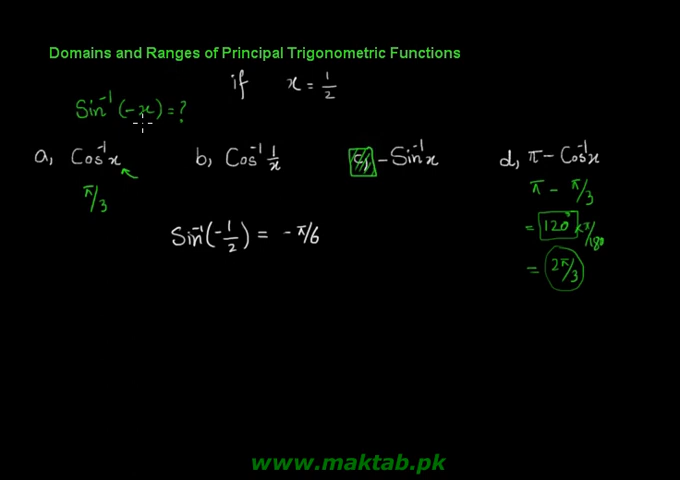 Domains and Ranges of Principal Trigonometric Functions
if x = 1/2
Sin⁻¹(-x) = ?
a, Cos⁻¹x b, Cos⁻¹ 1/x c, -Sin⁻¹x d, π - Cos⁻¹x
π/3 π - π/3
Sin⁻¹(-1/2) = - π/6 = 120° × π/180
= 2π/3
www.maktab.pk